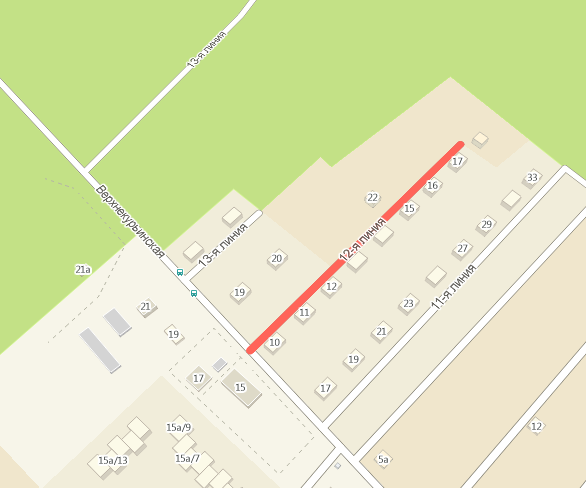 13-я линия
Верхнекурьинская
17
33
16
22
15
13-я линия
12-я линия
29
20
27
21а
12
11-я линия
19
23
21
11
21
19
10
19
17
15
17
15а/9
12
15а/13
15а/7
5а